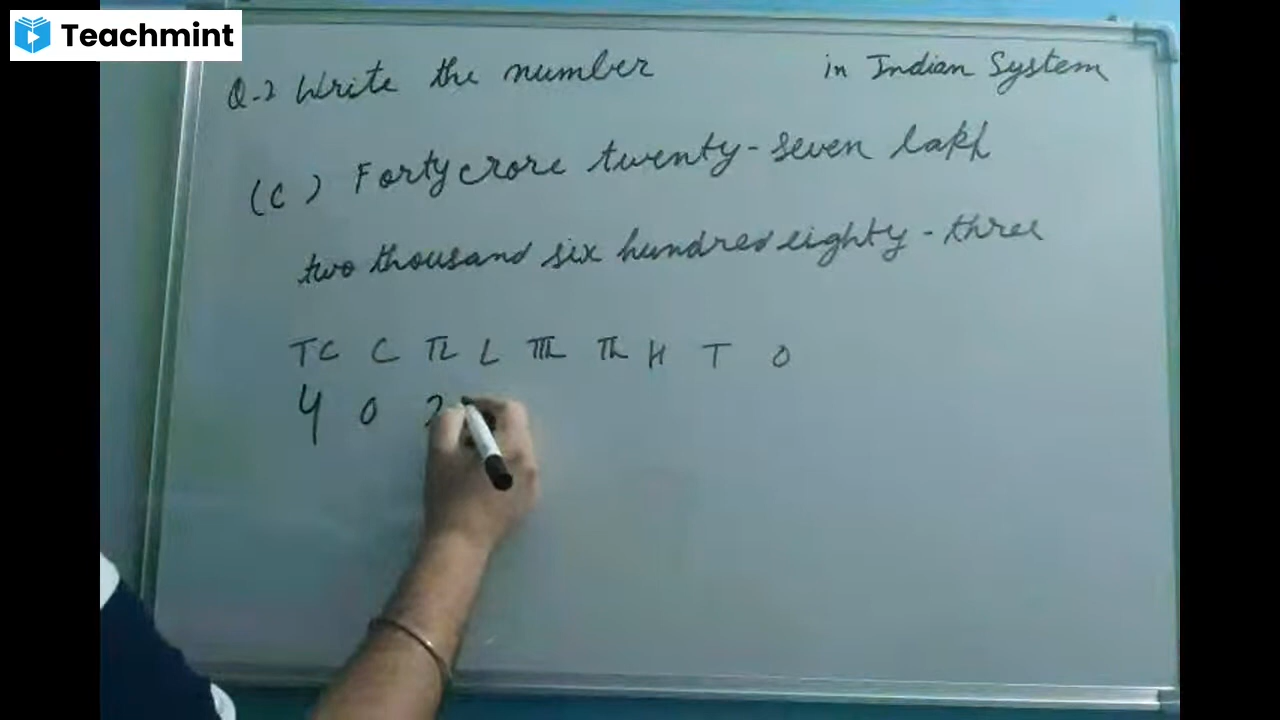 Teachmint
Q-2 Write the number in Indian System
(C) Forty crore twenty-seven lakh
two thousand six hundred eighty-three
TC C TL L TTh Th H T O
4 0 2